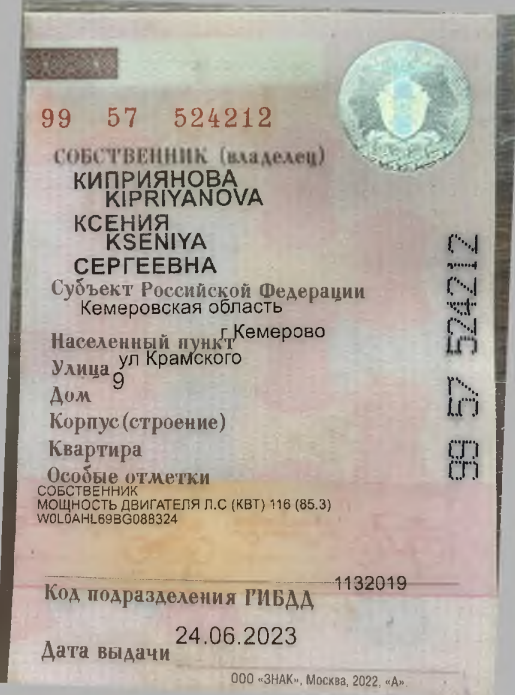 99 57 524212
СОБСТВЕННИК (владелец)
КИПРИЯНОВА
KIPRIYANOVA
КСЕНИЯ
KSENIYA
СЕРГЕЕВНА
Субъект Российской Федерации
Кемеровская область
Населенный пункт г Кемерово
Улица ул Крамского
Дом 9
Корпус (строение)
Квартира
Особые отметки
СОБСТВЕННИК
МОЩНОСТЬ ДВИГАТЕЛЯ Л.С (КВТ) 116 (85.3)
W0L0AHL69BG088324
Код подразделения ГИБДД 1132019
Дата выдачи 24.06.2023
ООО «ЗНАК», Москва, 2022, «А».
99 57 524212